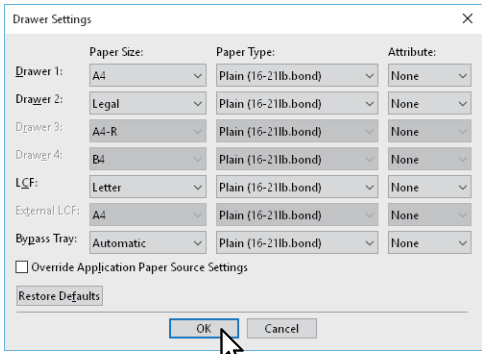 Drawer Settings
Paper Size: Paper Type: Attribute:
Drawer 1: A4 Plain (16-21lb.bond) None
Drawer 2: Legal Plain (16-21lb.bond) None
Drawer 3: A4-R Plain (16-21lb.bond) None
Drawer 4: B4 Plain (16-21lb.bond) None
LCF: Letter Plain (16-21lb.bond) None
External LCF: A4 Plain (16-21lb.bond) None
Bypass Tray: Automatic Plain (16-21lb.bond) None
Override Application Paper Source Settings
Restore Defaults
OK Cancel